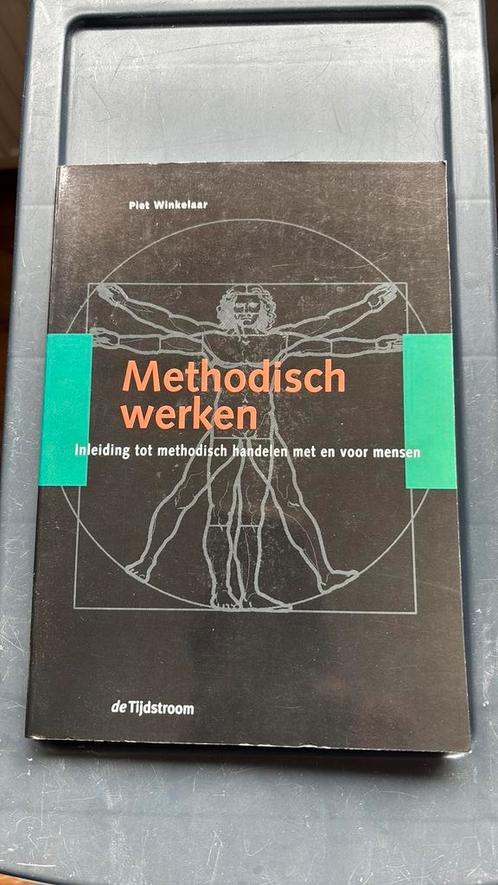 Piet Winkelaar
Methodisch
werken
Inleiding tot methodisch handelen met en voor mensen
de Tijdstroom